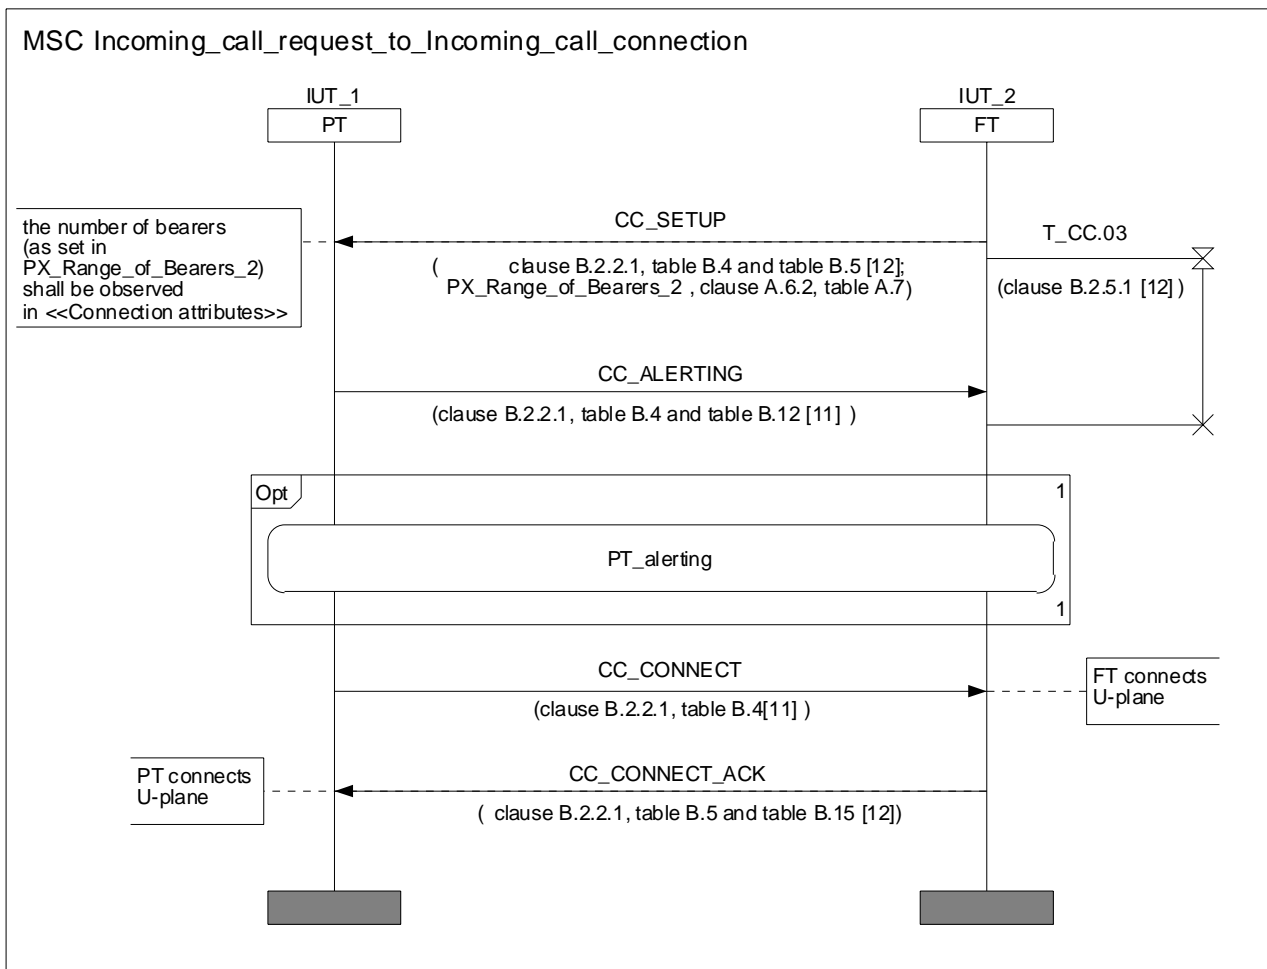 MSC Incoming_call_request_to_Incoming_call_connection
IUT_1
IUT_2
PT
FT
the number of bearers
(as set in
PX_Range_of_Bearers_2)
shall be observed
in <<Connection attributes>>
CC_SETUP
( clause B.2.2.1, table B.4 and table B.5 [12];
PX_Range_of_Bearers_2 , clause A.6.2, table A.7)
T_CC.03
(clause B.2.5.1 [12] )
CC_ALERTING
(clause B.2.2.1, table B.4 and table B.12 [11] )
Opt
1
PT_alerting
1
CC_CONNECT
(clause B.2.2.1, table B.4[11] )
FT connects
U-plane
PT connects
U-plane
CC_CONNECT_ACK
( clause B.2.2.1, table B.5 and table B.15 [12])